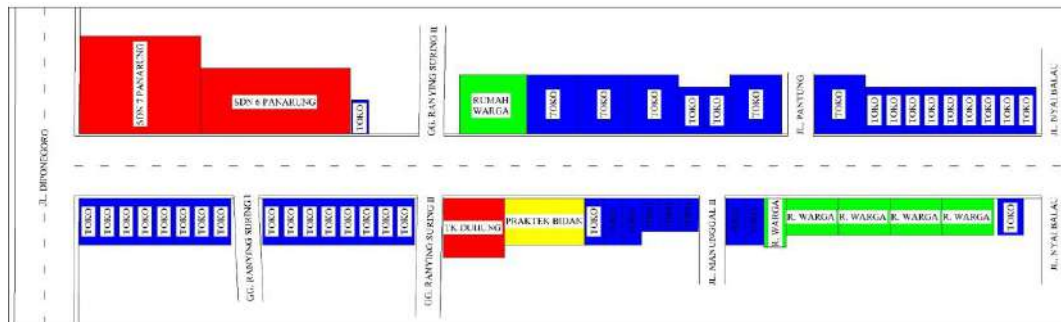 JL. DIPONEGORO
SDN 7 PANARUNG
SDN 6 PANARUNG
TOKO
GG. RANYING SURING II
RUMAH
WARGA
TOKO
TOKO
TOKO
TOKO
TOKO
TOKO
JL. PANTUNG
TOKO
TOKO
TOKO
TOKO
TOKO
TOKO
TOKO
TOKO
TOKO
TOKO
JL. NYAI BALAU
TOKO
TOKO
TOKO
TOKO
TOKO
TOKO
TOKO
TOKO
GG. RANYING SURING I
TOKO
TOKO
TOKO
TOKO
TOKO
TOKO
TOKO
TOKO
GG. RANYING SURING II
TK DUHUNG
PRAKTEK BIDAN
TOKO
JL. MANUNGGAL II
R. WARGA
R. WARGA
R. WARGA
R. WARGA
R. WARGA
TOKO
JL. NYAI BALAU